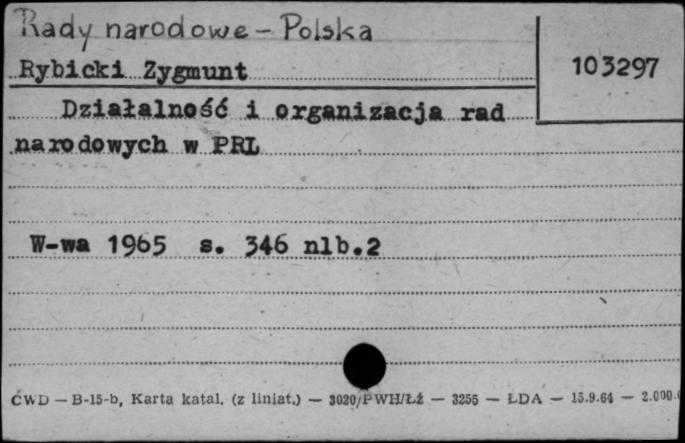 Rady narodowe - Polska
Rybicki Zygmunt
103297
Działalność i organizacja rad
narodowych w PRL
W-wa 1965 s. 346 nlb.2
CWD — B-15-b, Karta katal. (z liniat.) — 3020/PWH/Łź — 3256 — ŁDA — 15.9.64 — 2.000.